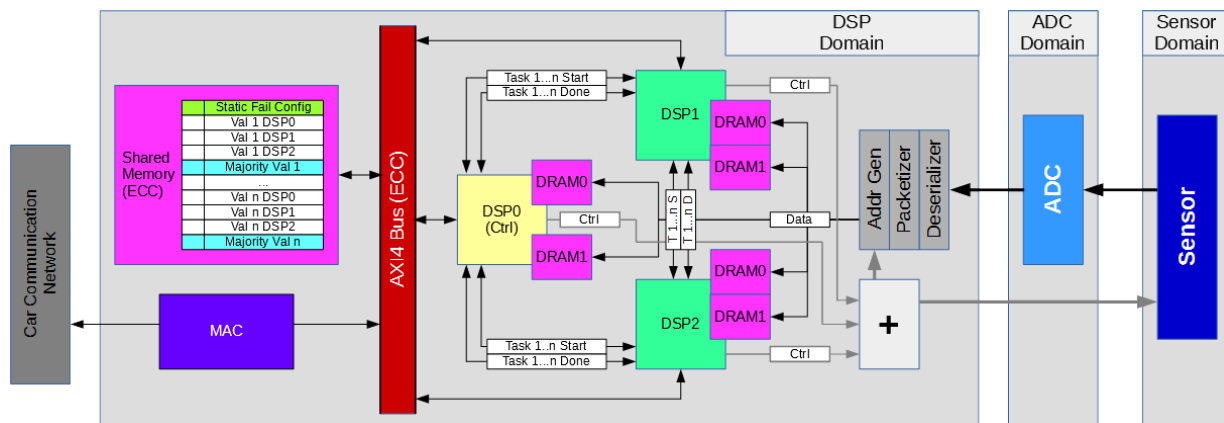 DSP
Domain
ADC
Domain
Sensor
Domain
Car Communication
Network
Shared
Memory
(ECC)
Static Fail Config
Val 1 DSP0
Val 1 DSP1
Val 1 DSP2
Majority Val 1
...
Val n DSP0
Val n DSP1
Val n DSP2
Majority Val n
MAC
AXI4 Bus (ECC)
Task 1...n Start
Task 1...n Done
DSP0
(Ctrl)
DRAM0
DRAM1
Ctrl
Task 1..n Start
Task 1..n Done
DSP1
DRAM0
DRAM1
Ctrl
T 1...n S
T 1...n D
Data
DSP2
DRAM0
DRAM1
Ctrl
Addr Gen
Packetizer
Deserializer
+
ADC
Sensor